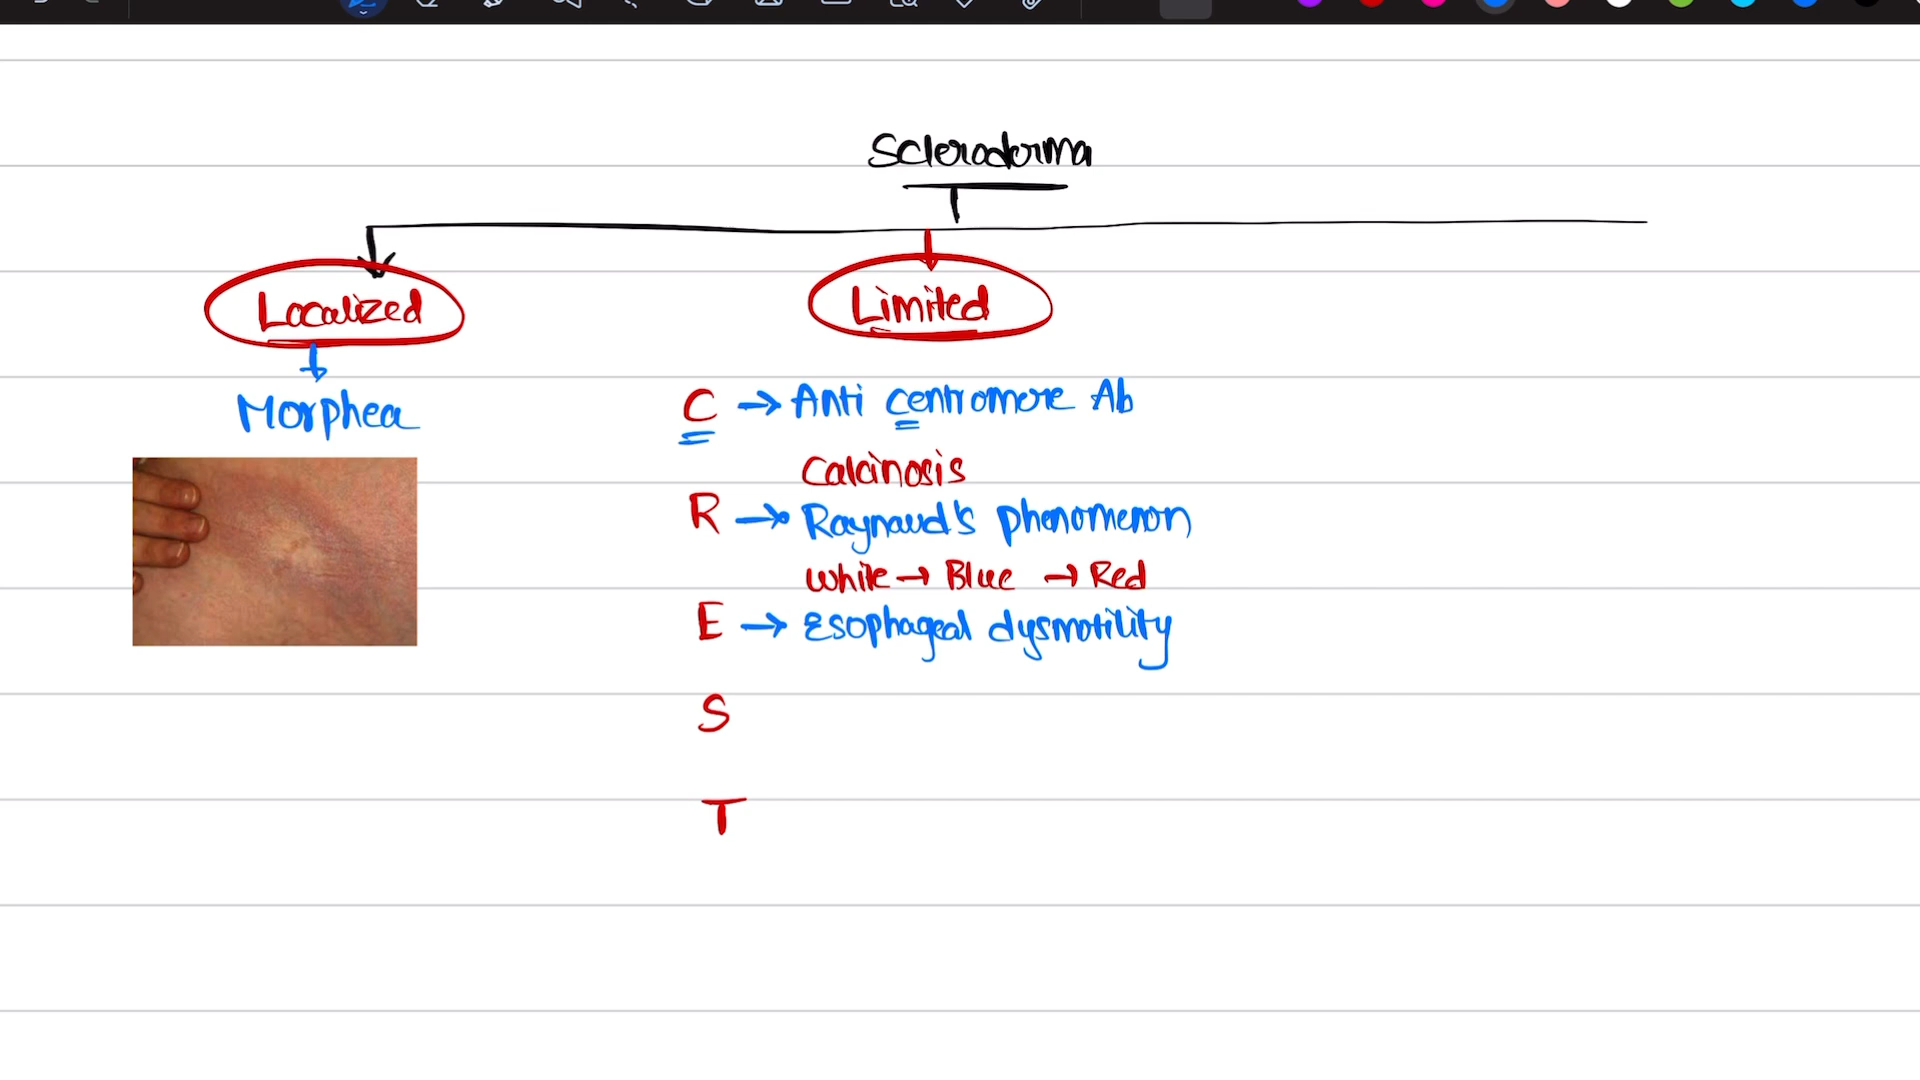 Scleroderma
Localized
Limited
Morphea
C → Anti centromere Ab
Calcinosis
R → Raynaud's phenomenon
white → Blue → Red
E → Esophageal dysmotility
S
T